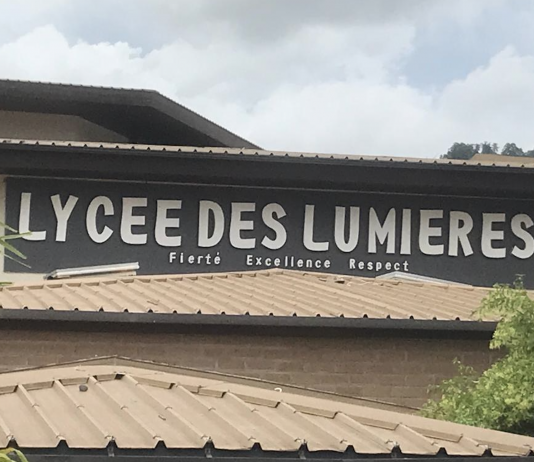 LYCEE DES LUMIERES
Fierté Excellence Respect